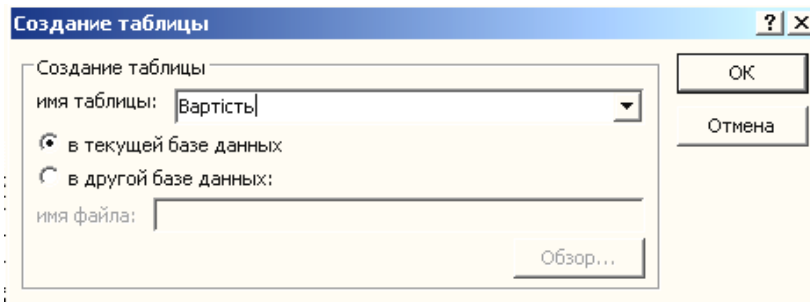 Создание таблицы
Создание таблицы
имя таблицы: Вартість
ОК
Отмена
в текущей базе данных
в другой базе данных:
имя файла:
Обзор...